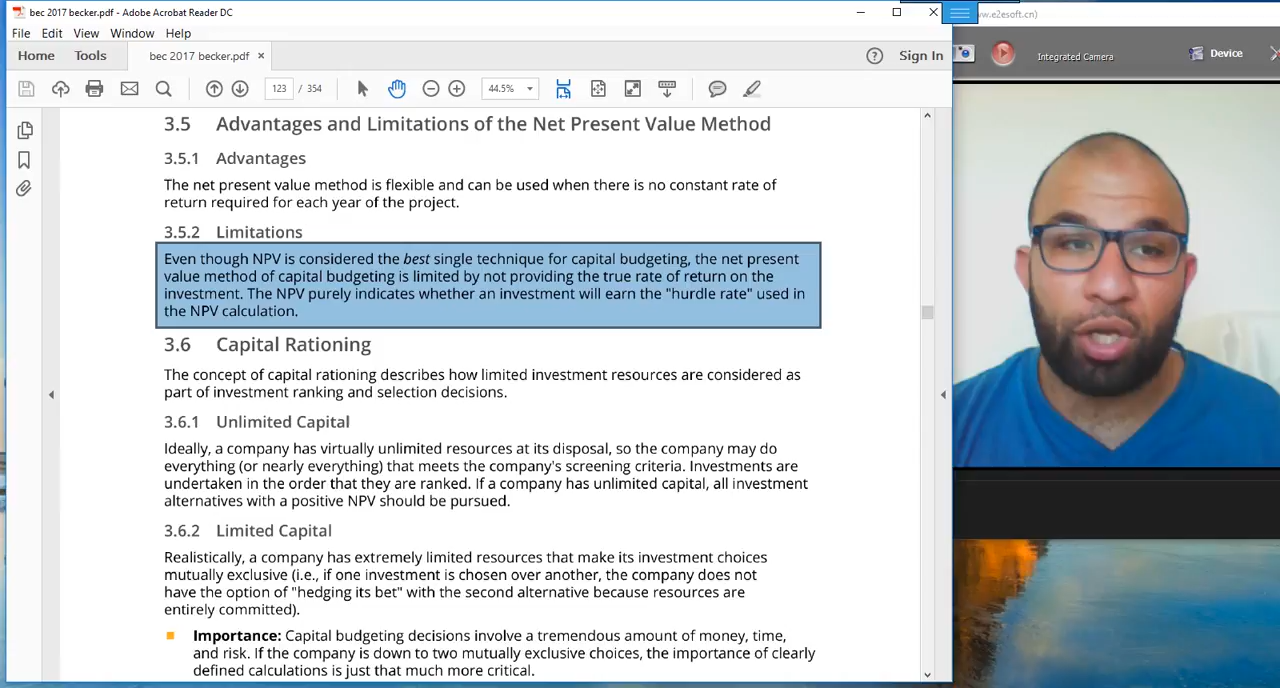 bec 2017 becker.pdf - Adobe Acrobat Reader DC
File Edit View Window Help
Home Tools bec 2017 becker.pdf × Sign In
123 / 354 44.5%
3.5 Advantages and Limitations of the Net Present Value Method
3.5.1 Advantages
The net present value method is flexible and can be used when there is no constant rate of
return required for each year of the project.
3.5.2 Limitations
Even though NPV is considered the best single technique for capital budgeting, the net present
value method of capital budgeting is limited by not providing the true rate of return on the
investment. The NPV purely indicates whether an investment will earn the "hurdle rate" used in
the NPV calculation.
3.6 Capital Rationing
The concept of capital rationing describes how limited investment resources are considered as
part of investment ranking and selection decisions.
3.6.1 Unlimited Capital
Ideally, a company has virtually unlimited resources at its disposal, so the company may do
everything (or nearly everything) that meets the company's screening criteria. Investments are
undertaken in the order that they are ranked. If a company has unlimited capital, all investment
alternatives with a positive NPV should be pursued.
3.6.2 Limited Capital
Realistically, a company has extremely limited resources that make its investment choices
mutually exclusive (i.e., if one investment is chosen over another, the company does not
have the option of "hedging its bet" with the second alternative because resources are
entirely committed).
Importance: Capital budgeting decisions involve a tremendous amount of money, time,
and risk. If the company is down to two mutually exclusive choices, the importance of clearly
defined calculations is just that much more critical.
.e2esoft.cn)
Integrated Camera Device